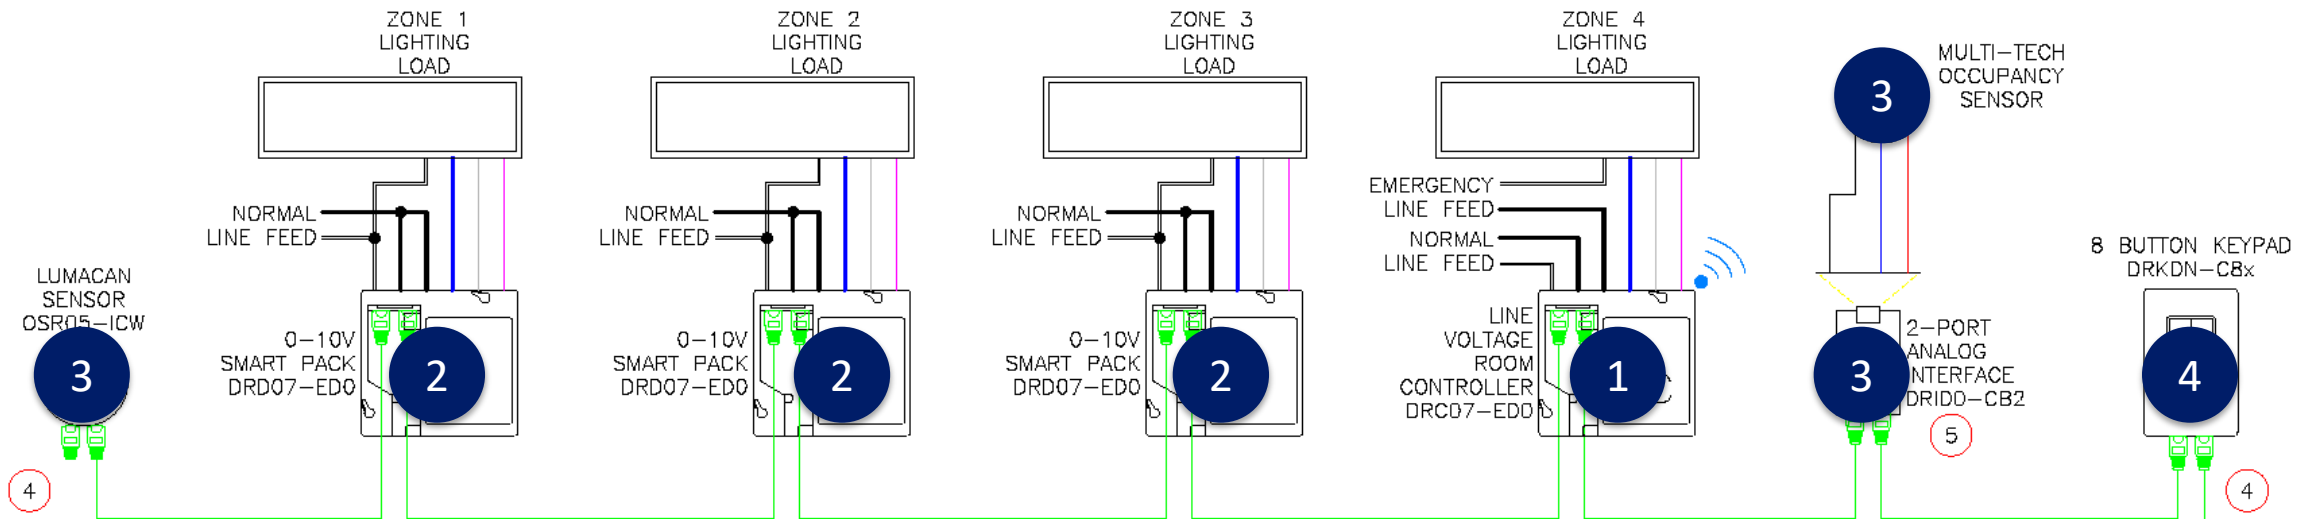 ZONE 1
LIGHTING
LOAD
ZONE 2
LIGHTING
LOAD
ZONE 3
LIGHTING
LOAD
ZONE 4
LIGHTING
LOAD
3
MULTI-TECH
OCCUPANCY
SENSOR
NORMAL
LINE FEED
NORMAL
LINE FEED
NORMAL
LINE FEED
EMERGENCY
LINE FEED
NORMAL
LINE FEED
8 BUTTON KEYPAD
DRKDN-C8x
LUMACAN
SENSOR
OSR05-ICW
3
0-10V
SMART PACK
DRD07-ED0
2
0-10V
SMART PACK
DRD07-ED0
2
0-10V
SMART PACK
DRD07-ED0
2
LINE
VOLTAGE
ROOM
CONTROLLER
DRC07-ED0
1
3
2-PORT
ANALOG
NTERFACE
DRIDO-CB2
4
5
4
4